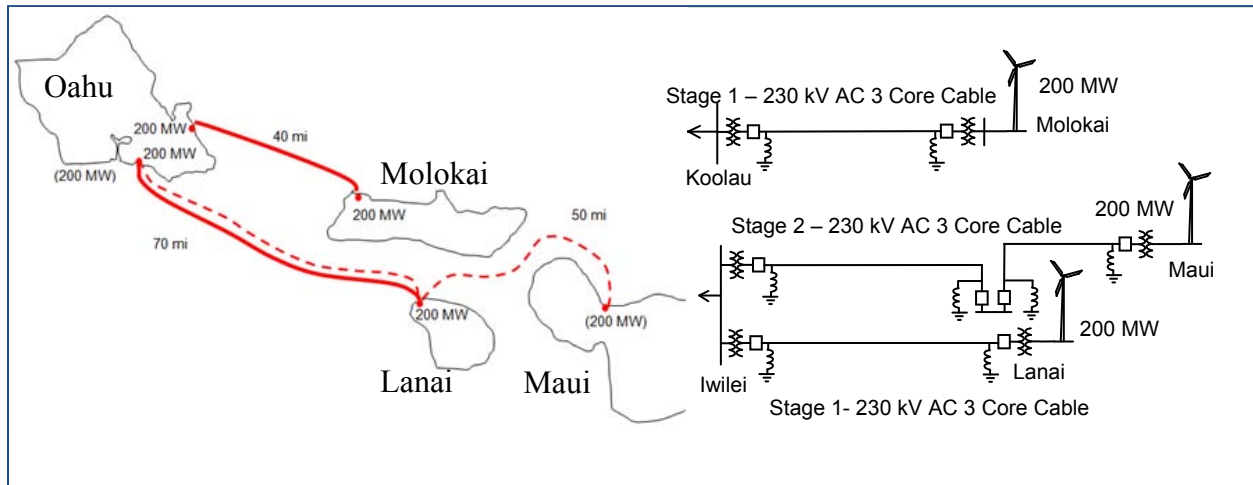 Oahu
200 MW
200 MW
(200 MW)
40 mi
Molokai
200 MW
70 mi
50 mi
200 MW
(200 MW)
Lanai
Maui
Stage 1 – 230 kV AC 3 Core Cable
200 MW
Molokai
Koolau
Stage 2 – 230 kV AC 3 Core Cable
200 MW
Maui
200 MW
Iwilei
Lanai
Stage 1- 230 kV AC 3 Core Cable